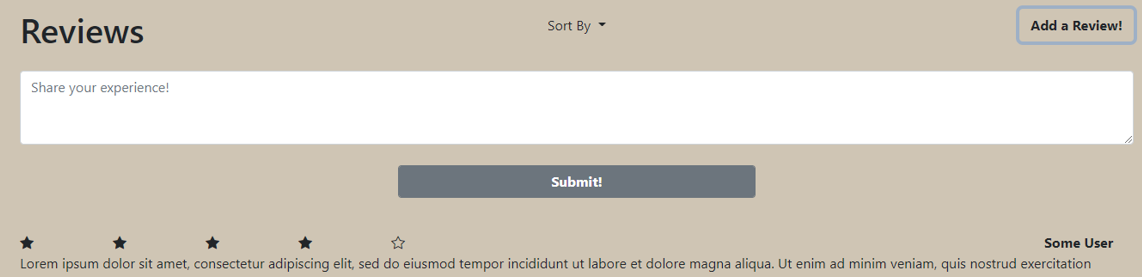 Reviews
Sort By
Add a Review!
Share your experience!
Submit!
Some User
Lorem ipsum dolor sit amet, consectetur adipiscing elit, sed do eiusmod tempor incididunt ut labore et dolore magna aliqua. Ut enim ad minim veniam, quis nostrud exercitation